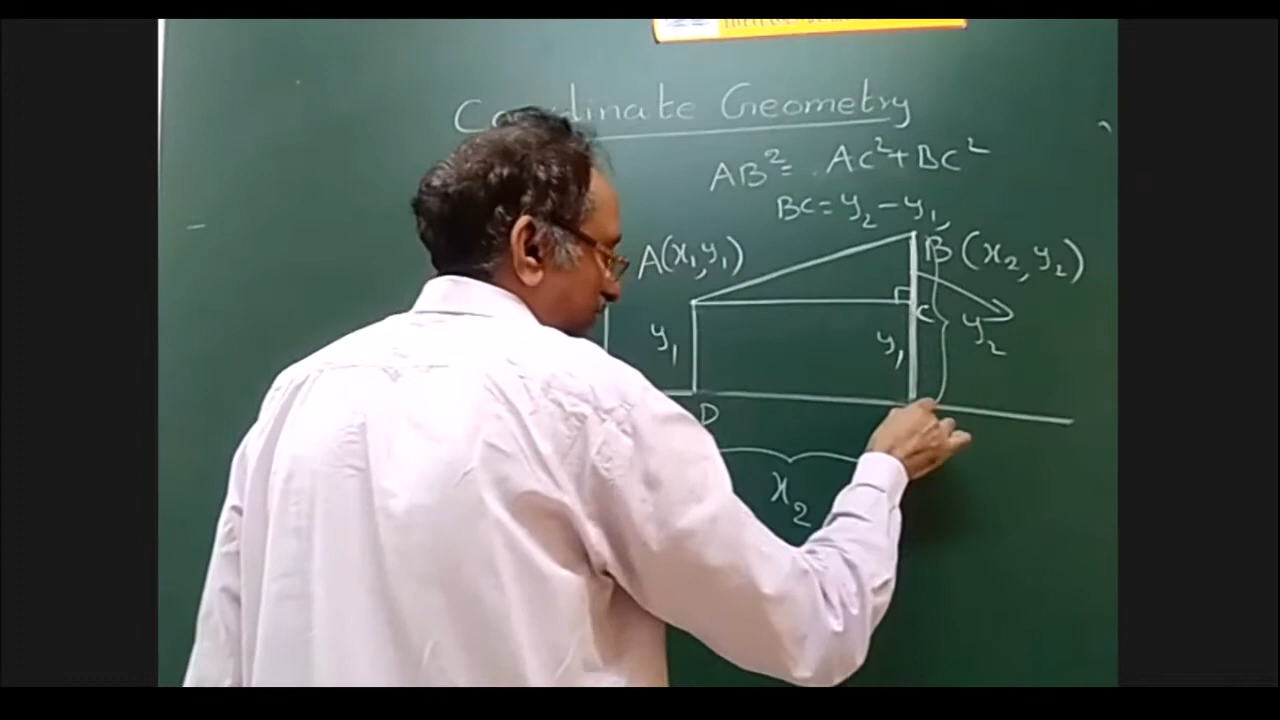 Coordinate Geometry
AB² = AC² + BC²
BC = y₂ - y₁,
A(x₁, y₁)
B (x₂, y₂)
C
y₁
y₁
y₂
D
x₂